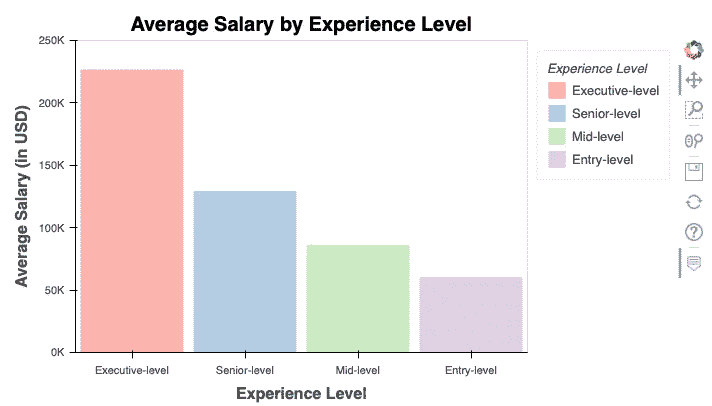 Average Salary by Experience Level
Average Salary (in USD)
250K
200K
150K
100K
50K
0K
Executive-level
Senior-level
Mid-level
Entry-level
Experience Level
Experience Level
Executive-level
Senior-level
Mid-level
Entry-level